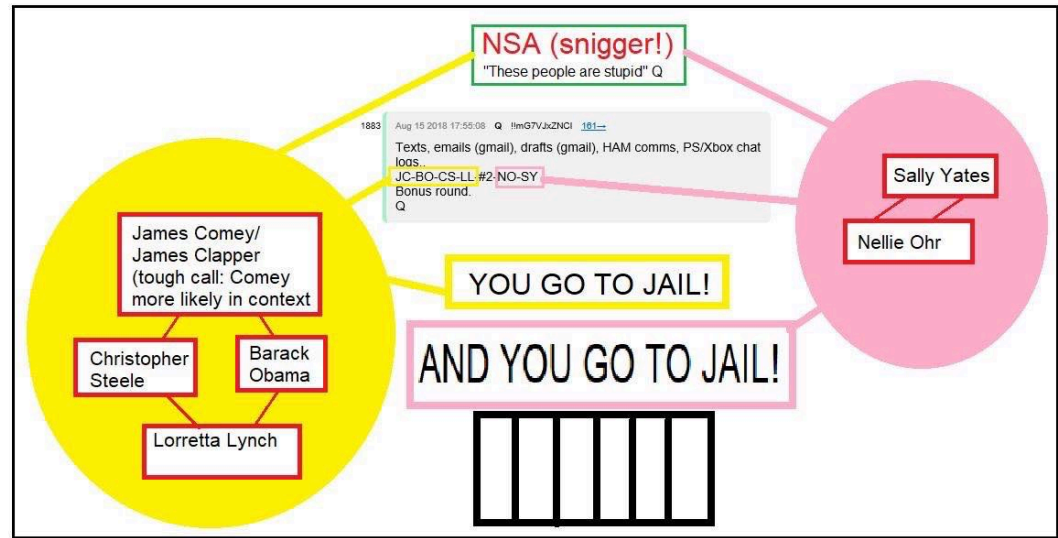 NSA (snigger!)
"These people are stupid" Q
1883 Aug 15 2018 17:55:08 Q !!mG7VJxZNCI 161→
Texts, emails (gmail), drafts (gmail), HAM comms, PS/Xbox chat
logs..
JC-BO-CS-LL-#2-NO-SY
Bonus round.
Q
James Comey/
James Clapper
(tough call: Comey
more likely in context
Christopher
Steele
Barack
Obama
Lorretta Lynch
YOU GO TO JAIL!
AND YOU GO TO JAIL!
Sally Yates
Nellie Ohr